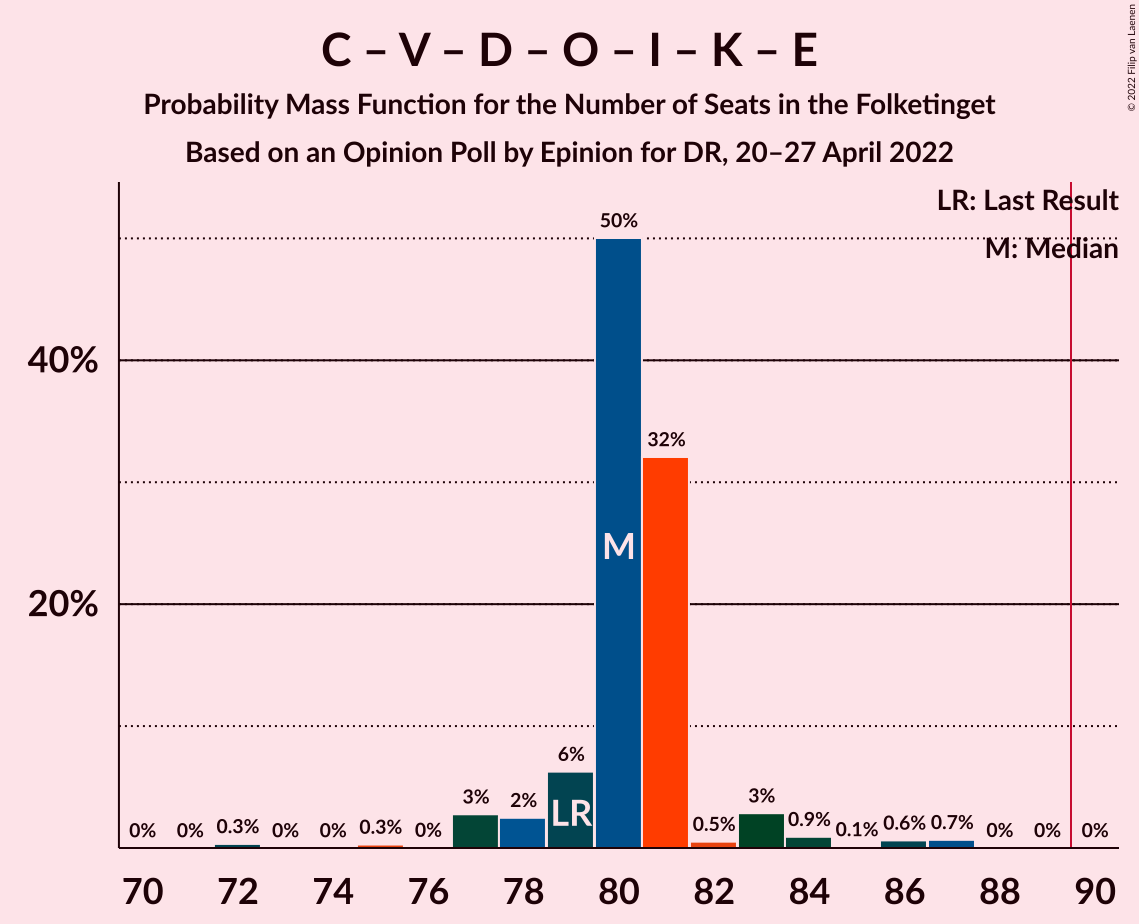 C – V – D – O – I – K – E
Probability Mass Function for the Number of Seats in the Folketinget
Based on an Opinion Poll by Epinion for DR, 20–27 April 2022
© 2022 Filip van Laenen
LR: Last Result
M: Median
40%
20%
0%
0%
0.3%
0%
0%
0.3%
0%
3%
2%
6%
50%
32%
0.5%
3%
0.9%
0.1%
0.6%
0.7%
0%
0%
0%
LR
M
70 72 74 76 78 80 82 84 86 88 90